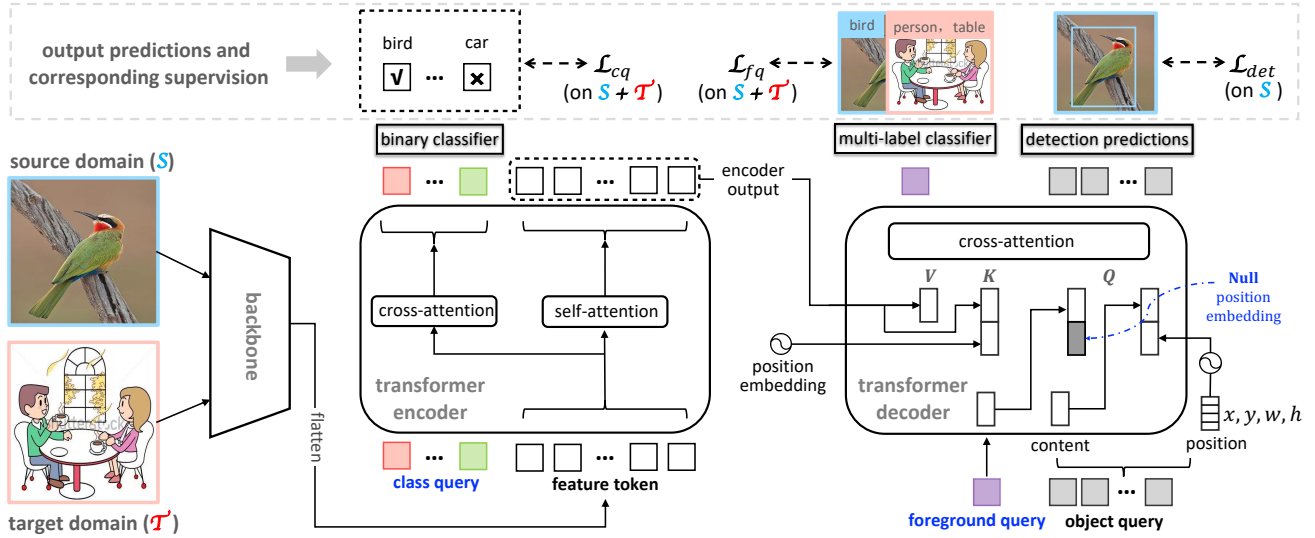 output predictions and
corresponding supervision
bird
car
√ ... ×
ℒcq
(on S + T)
ℒfq
(on S + T)
bird
person, table
ℒdet
(on S)
binary classifier
multi-label classifier
detection predictions
source domain (S)
...
...
encoder
output
...
cross-attention
V
K
Q
Null
position
embedding
backbone
cross-attention
self-attention
position
embedding
transformer
encoder
transformer
decoder
flatten
x, y, w, h
content
position
...
...
...
class query
feature token
foreground query
object query
target domain (T)